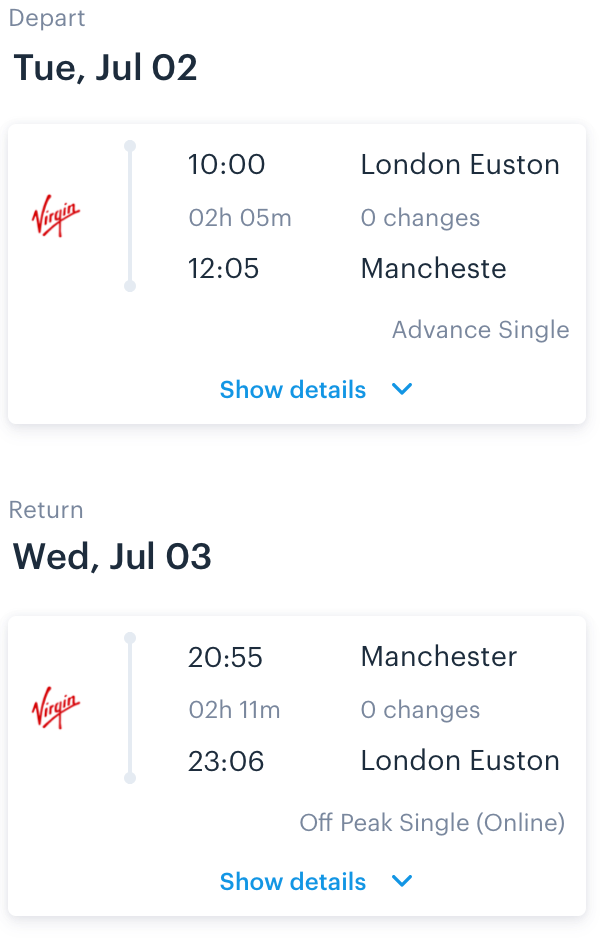 Depart
Tue, Jul 02
10:00 London Euston
Virgin 02h 05m 0 changes
12:05 Mancheste
Advance Single
Show details
Return
Wed, Jul 03
20:55 Manchester
Virgin 02h 11m 0 changes
23:06 London Euston
Off Peak Single (Online)
Show details